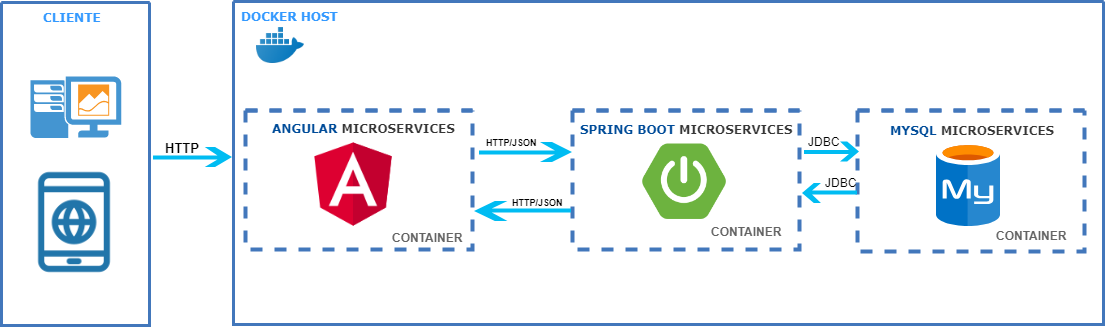 CLIENTE
DOCKER HOST
HTTP
ANGULAR MICROSERVICES
CONTAINER
HTTP/JSON
HTTP/JSON
SPRING BOOT MICROSERVICES
CONTAINER
JDBC
JDBC
MYSQL MICROSERVICES
My
CONTAINER